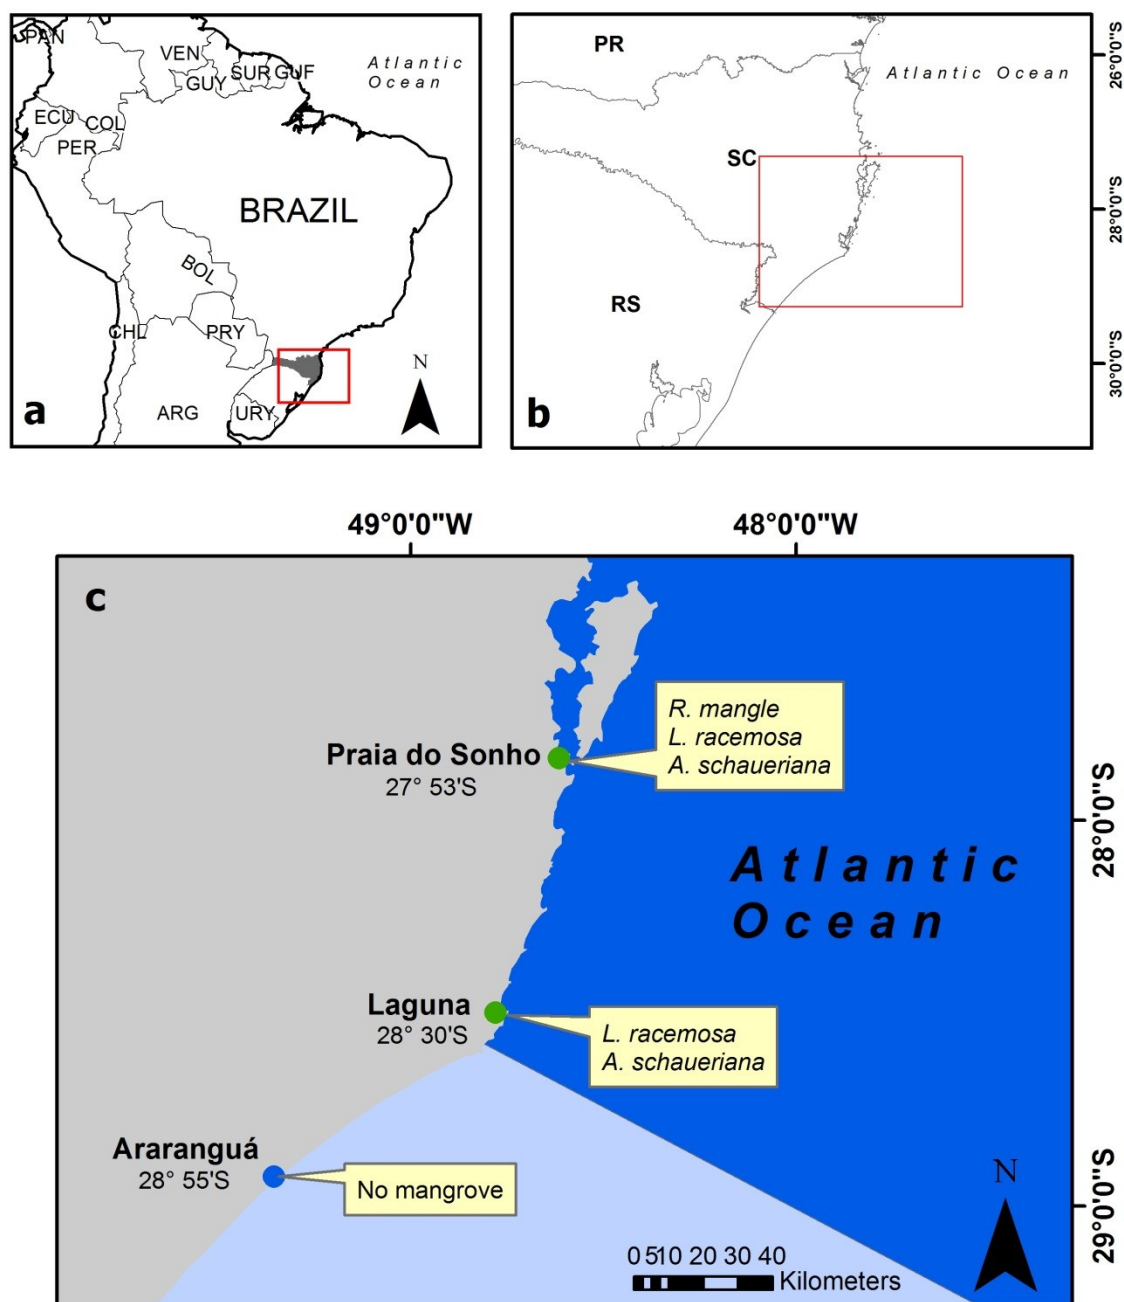 PAN
VEN
GUY
SUR
GUF
Atlantic
Ocean
ECU
COL
PER
BRAZIL
BOL
CHL
PRY
ARG
URY
N
a
PR
Atlantic Ocean
SC
RS
b
26°0'0"S
28°0'0"S
30°0'0"S
49°0'0"W
48°0'0"W
c
R. mangle
L. racemosa
A. schaueriana
Praia do Sonho
27° 53'S
28°0'0"S
Atlantic
Ocean
Laguna
28° 30'S
L. racemosa
A. schaueriana
Araranguá
28° 55'S
No mangrove
N
29°0'0"S
0 5 10 20 30 40
Kilometers